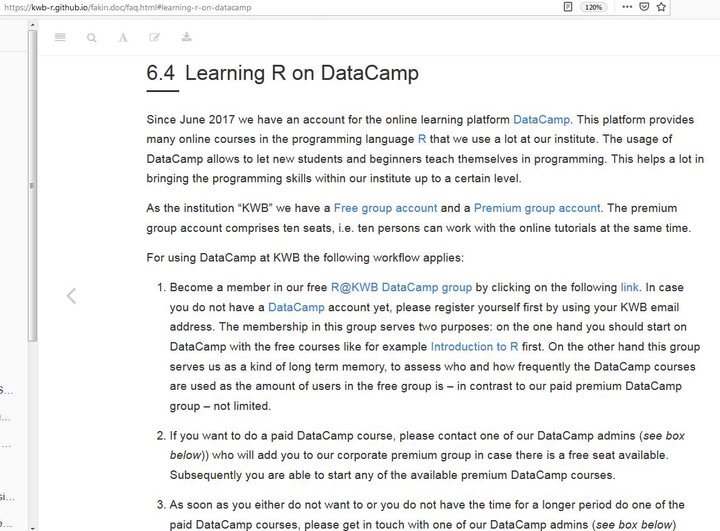 https://kwb-r.github.io/fakin.doc/faq.html#learning-r-on-datacamp
120%
A
6.4 Learning R on DataCamp
Since June 2017 we have an account for the online learning platform DataCamp. This platform provides
many online courses in the programming language R that we use a lot at our institute. The usage of
DataCamp allows to let new students and beginners teach themselves in programming. This helps a lot in
bringing the programming skills within our institute up to a certain level.
As the institution “KWB” we have a Free group account and a Premium group account. The premium
group account comprises ten seats, i.e. ten persons can work with the online tutorials at the same time.
For using DataCamp at KWB the following workflow applies:
1. Become a member in our free R@KWB DataCamp group by clicking on the following link. In case
you do not have a DataCamp account yet, please register yourself first by using your KWB email
address. The membership in this group serves two purposes: on the one hand you should start on
DataCamp with the free courses like for example Introduction to R first. On the other hand this group
serves us as a kind of long term memory, to assess who and how frequently the DataCamp courses
are used as the amount of users in the free group is – in contrast to our paid premium DataCamp
group – not limited.
2. If you want to do a paid DataCamp course, please contact one of our DataCamp admins (see box
below)) who will add you to our corporate premium group in case there is a free seat available.
Subsequently you are able to start any of the available premium DataCamp courses.
3. As soon as you either do not want to or you do not have the time for a longer period do one of the
paid DataCamp courses, please get in touch with one of our DataCamp admins (see box below)